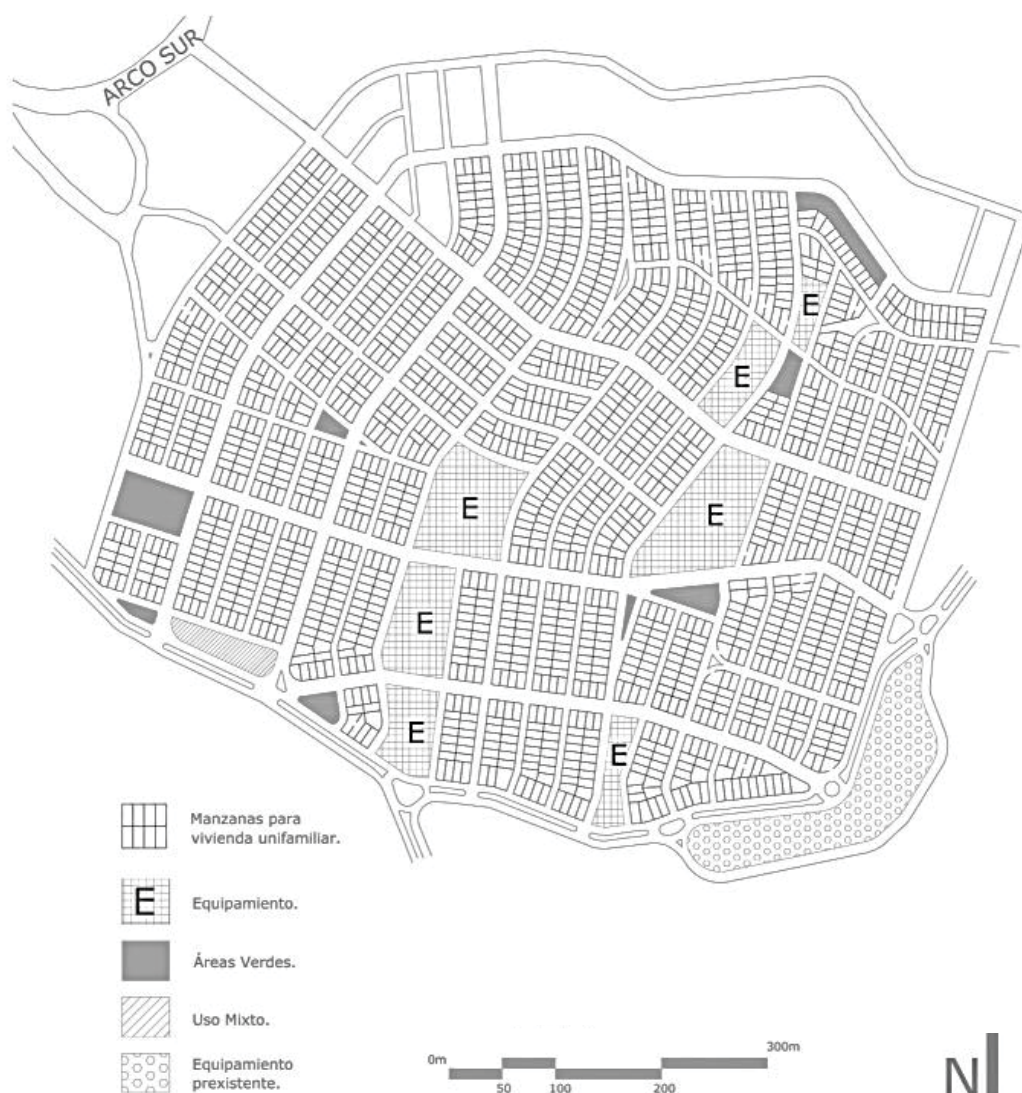 ARCO SUR
E
E
E
E
E
E
E
Manzanas para
vivienda unifamiliar.
E
Equipamiento.
Áreas Verdes.
Uso Mixto.
Equipamiento
prexistente.
0m
300m
50
100
200
N